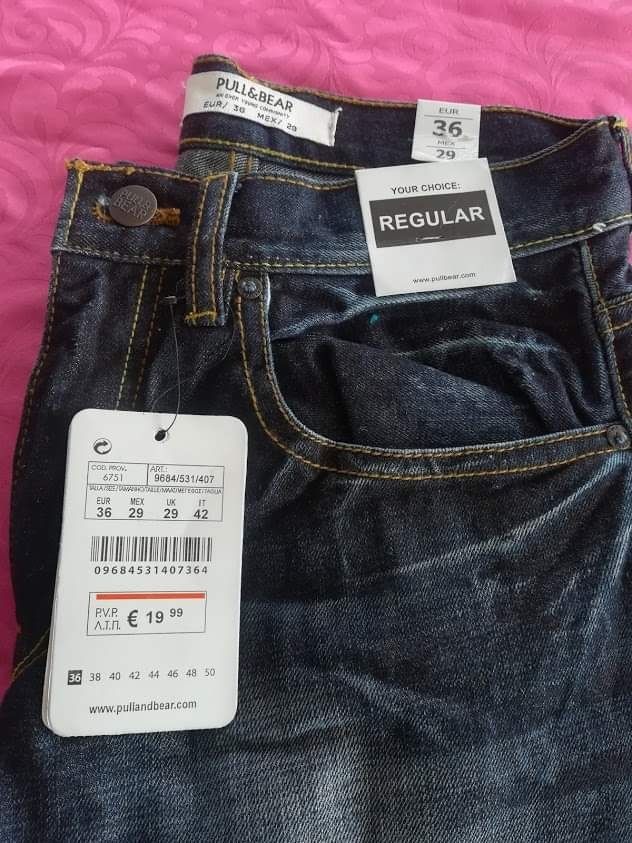 PULL&BEAR
AN EVER YOUNG COMMUNITY
EUR/ 36 MEX/ 29
EUR
36
MEX
29
YOUR CHOICE:
REGULAR
www.pullbear.com
PULL&
BEAR
COD. PROV.
6751
ART.:
9684/531/407
EUR MEX UK IT
36 29 29 42
09684531407364
P.V.P.
Λ.Τ.Π.
€ 19 99
36 38 40 42 44 46 48 50
www.pullandbear.com